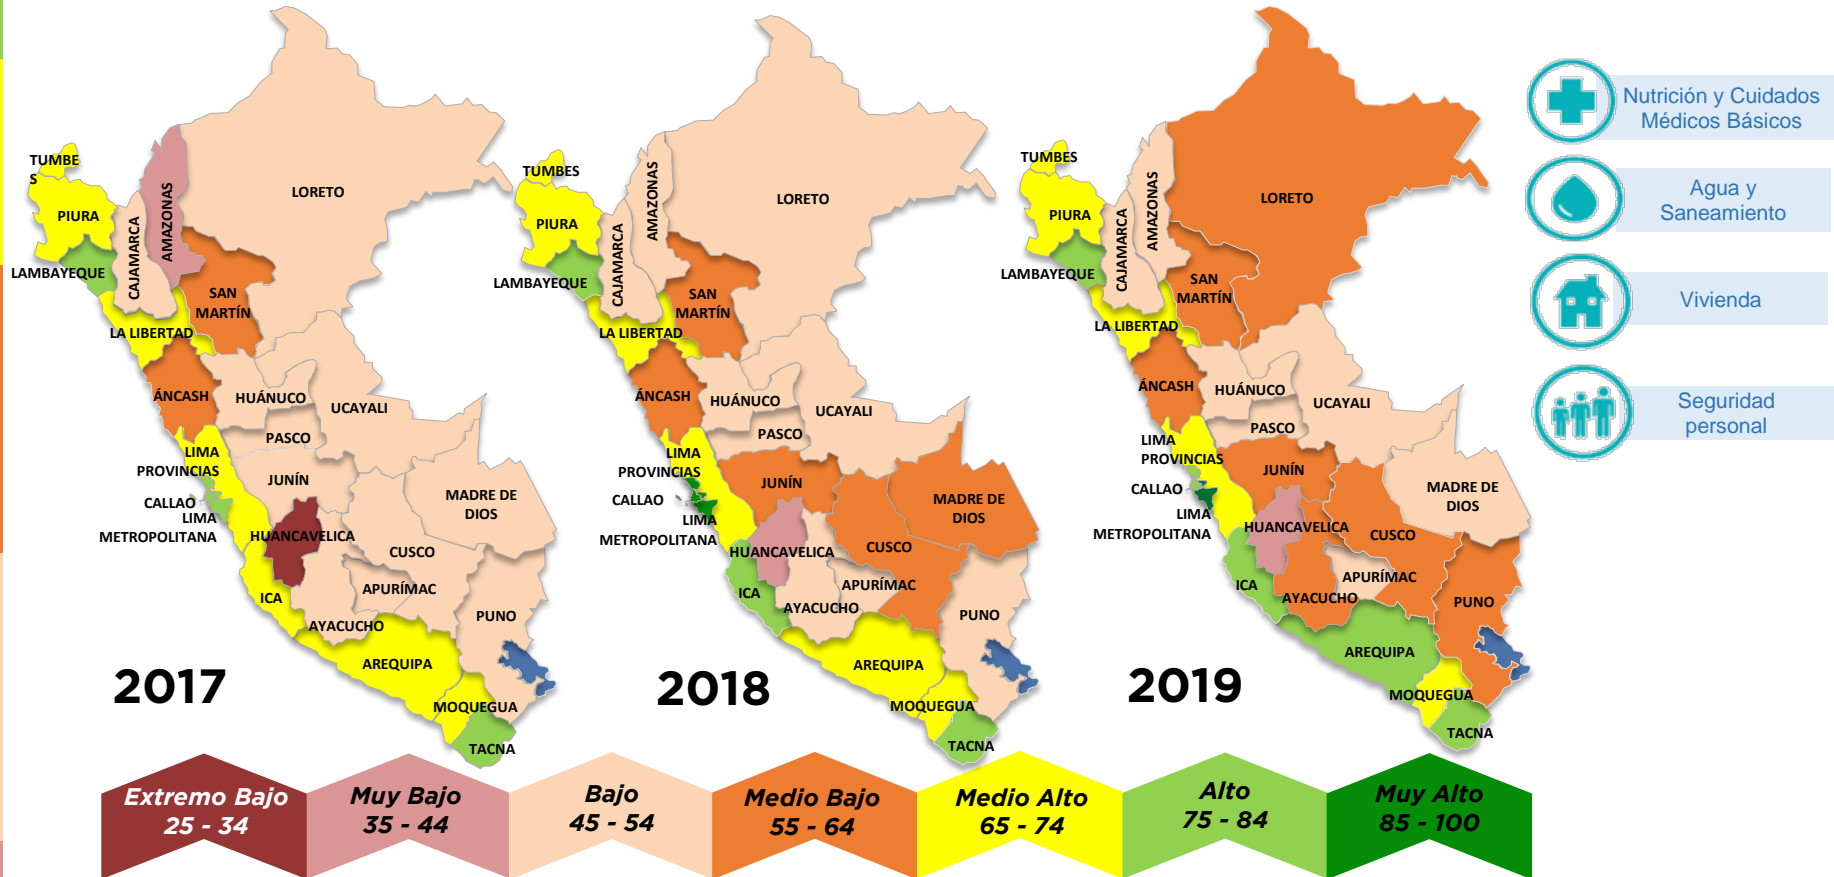 TUMBE
S
PIURA
LAMBAYEQUE
CAJAMARCA
AMAZONAS
LORETO
SAN
MARTÍN
LA LIBERTAD
ÁNCASH
HUÁNUCO
UCAYALI
PASCO
LIMA
PROVINCIAS
JUNÍN
CALLAO
LIMA
METROPOLITANA
MADRE DE
DIOS
HUANCAVELICA
CUSCO
ICA
APURÍMAC
AYACUCHO
PUNO
AREQUIPA
MOQUEGUA
TACNA
2017
TUMBES
PIURA
LAMBAYEQUE
CAJAMARCA
AMAZONAS
LORETO
SAN
MARTÍN
LA LIBERTAD
ÁNCASH
HUÁNUCO
UCAYALI
PASCO
LIMA
PROVINCIAS
JUNÍN
CALLAO
LIMA
METROPOLITANA
MADRE DE
DIOS
HUANCAVELICA
CUSCO
ICA
APURÍMAC
AYACUCHO
PUNO
AREQUIPA
MOQUEGUA
TACNA
2018
TUMBES
PIURA
LAMBAYEQUE
CAJAMARCA
AMAZONAS
LORETO
SAN
MARTÍN
LA LIBERTAD
ÁNCASH
HUÁNUCO
UCAYALI
PASCO
LIMA
PROVINCIAS
JUNÍN
CALLAO
LIMA
METROPOLITANA
MADRE DE
DIOS
HUANCAVELICA
CUSCO
ICA
APURÍMAC
AYACUCHO
PUNO
AREQUIPA
MOQUEGUA
TACNA
2019
Nutrición y Cuidados
Médicos Básicos
Agua y
Saneamiento
Vivienda
Seguridad
personal
Extremo Bajo
25 - 34
Muy Bajo
35 - 44
Bajo
45 - 54
Medio Bajo
55 - 64
Medio Alto
65 - 74
Alto
75 - 84
Muy Alto
85 - 100